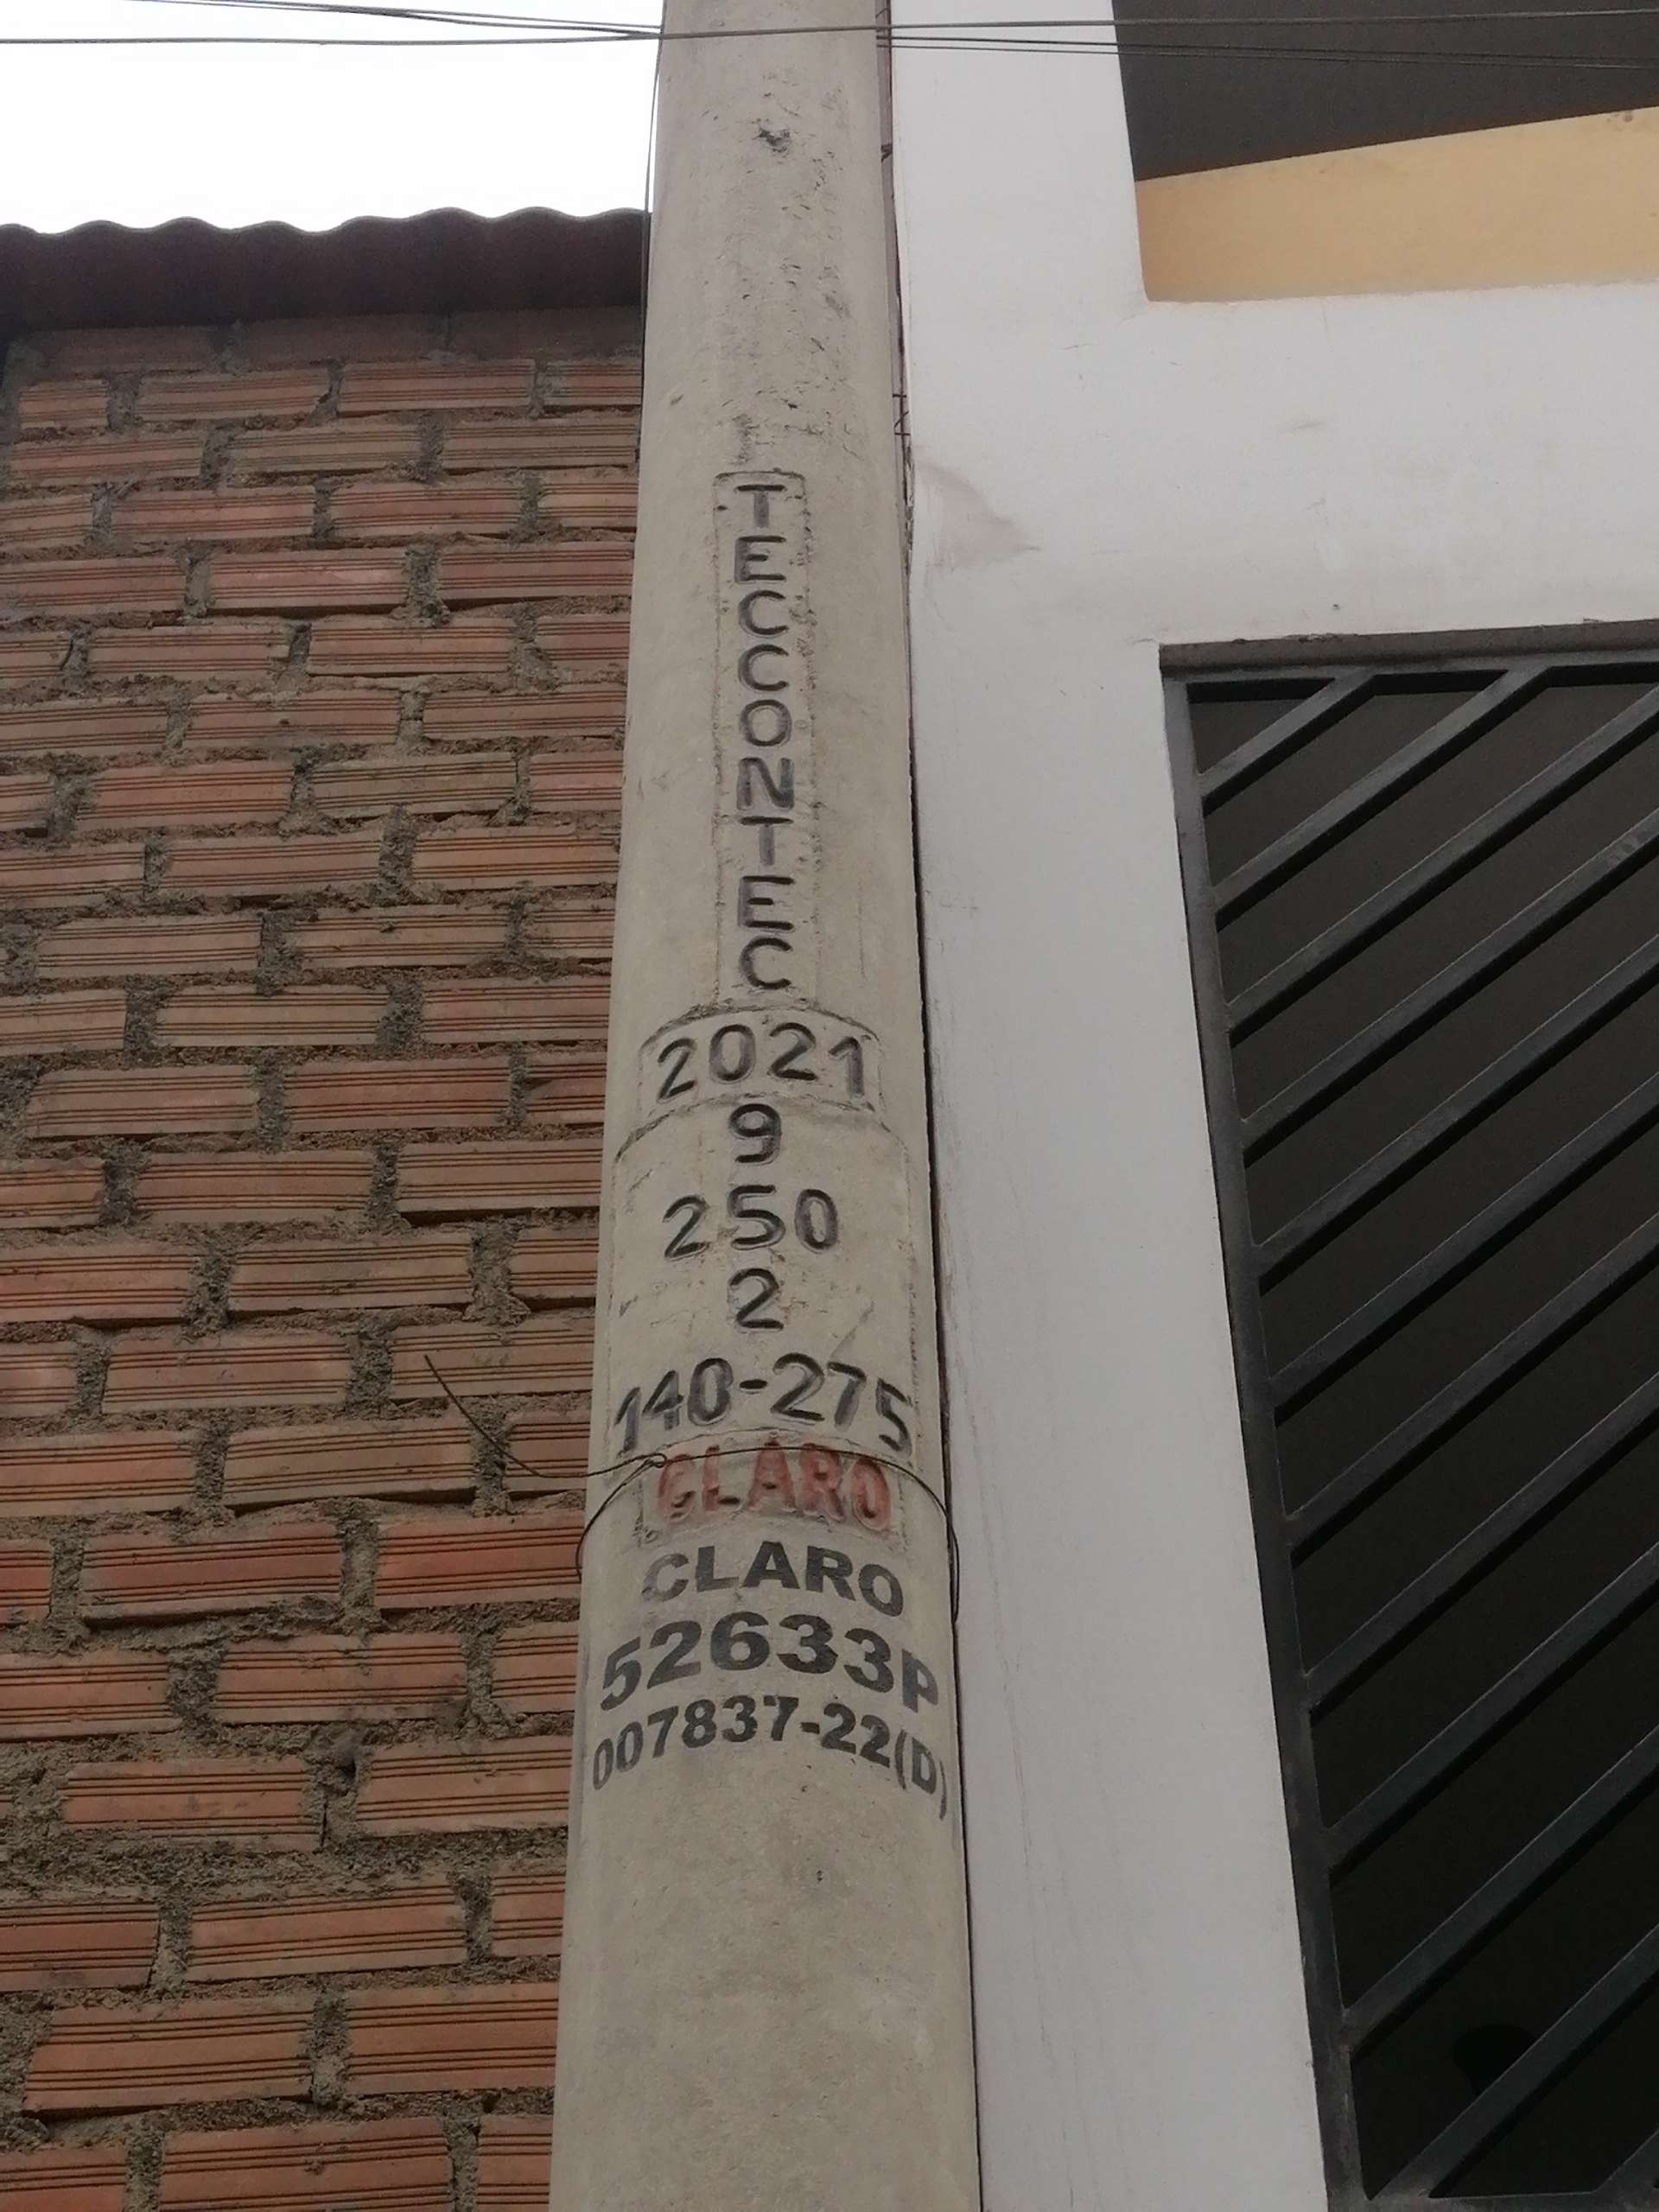 TECCONTEC
2021
9
250
2
140-275
CLARO
CLARO
52633P
007837-22(D)